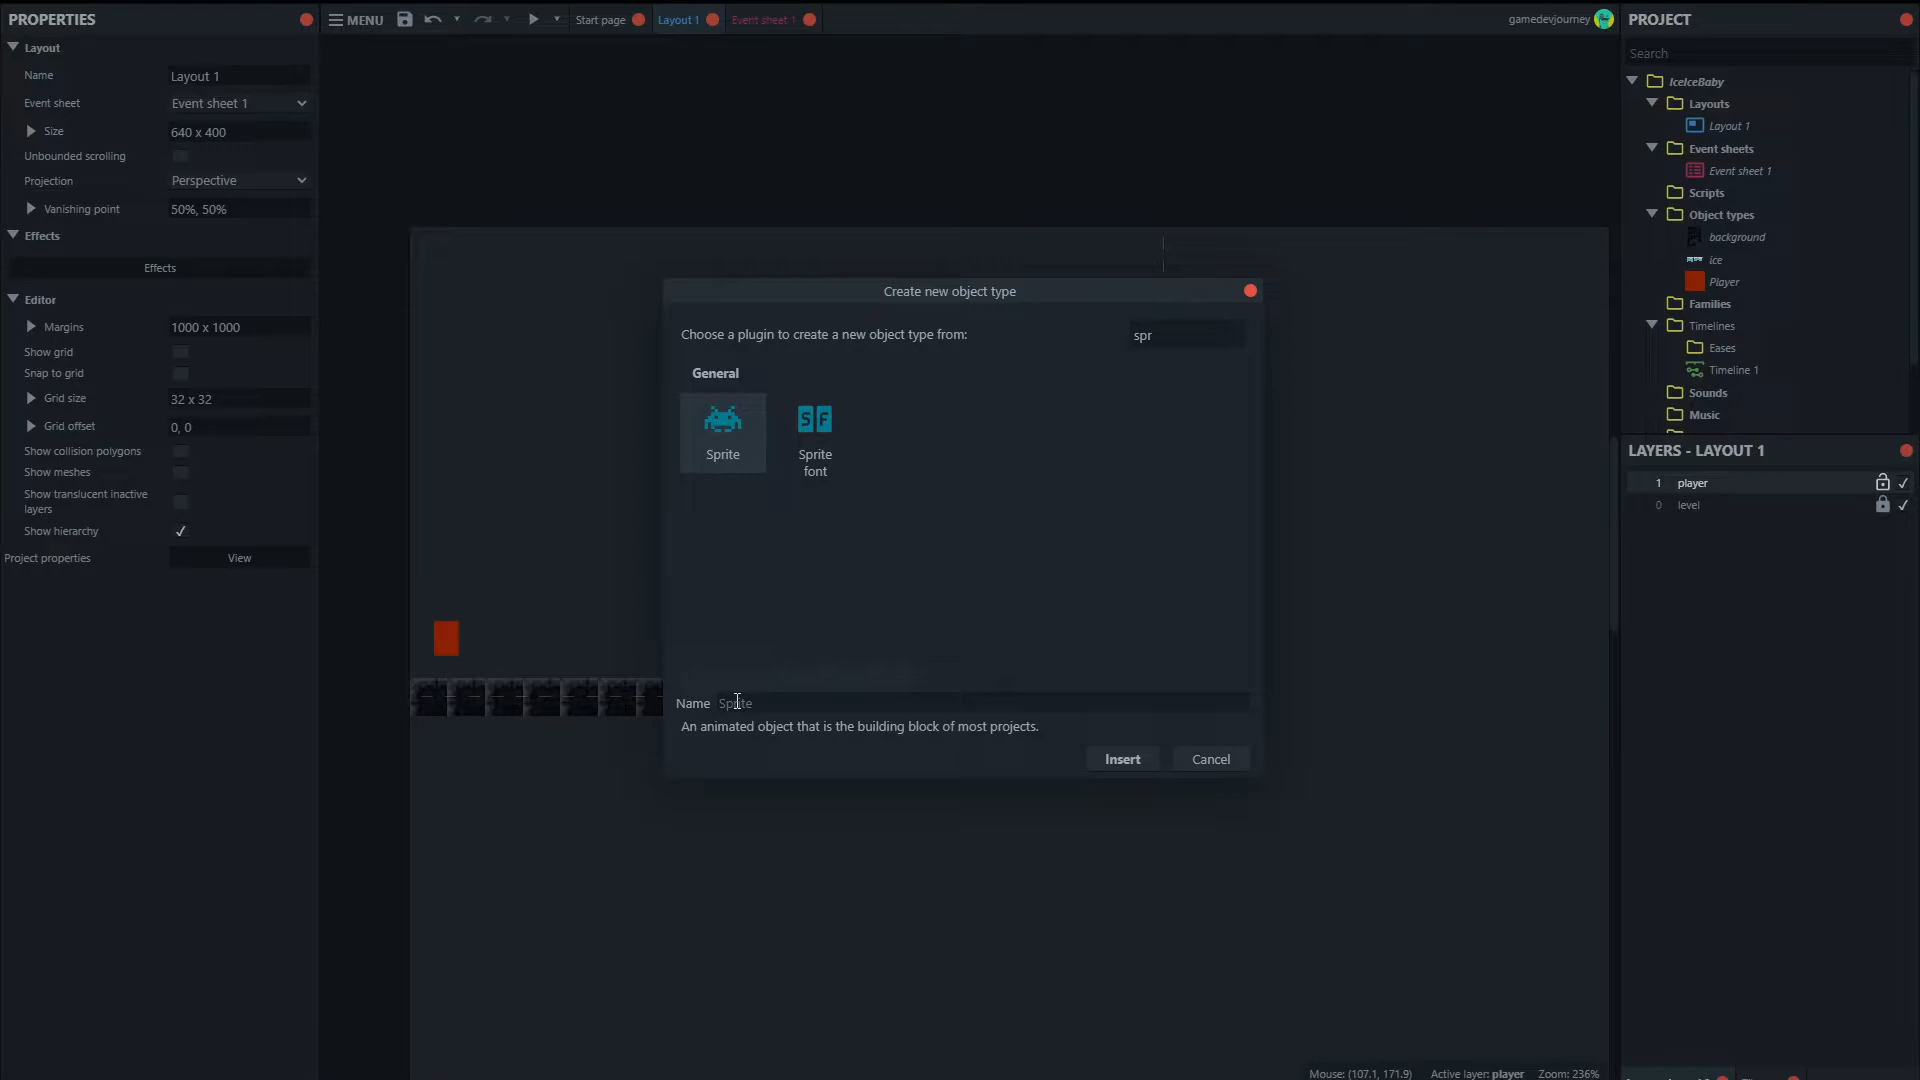 PROPERTIES
Layout
Name Layout 1
Event sheet Event sheet 1
Size 640 x 400
Unbounded scrolling
Projection Perspective
Vanishing point 50%, 50%
Effects
Effects
Editor
Margins 1000 x 1000
Show grid
Snap to grid
Grid size 32 x 32
Grid offset 0, 0
Show collision polygons
Show meshes
Show translucent inactive
layers
Show hierarchy
Project properties View
MENU
Start page
Layout 1
Event sheet 1
gamedevjourney
Create new object type
Choose a plugin to create a new object type from:
spr
General
Sprite
S F
Sprite
font
Name Sprite
An animated object that is the building block of most projects.
Insert
Cancel
Mouse: (107.1, 171.9) Active layer: player Zoom: 236%
PROJECT
Search
IceIceBaby
Layouts
Layout 1
Event sheets
Event sheet 1
Scripts
Object types
background
ice
Player
Families
Timelines
Eases
Timeline 1
Sounds
Music
LAYERS - LAYOUT 1
1 player
0 level